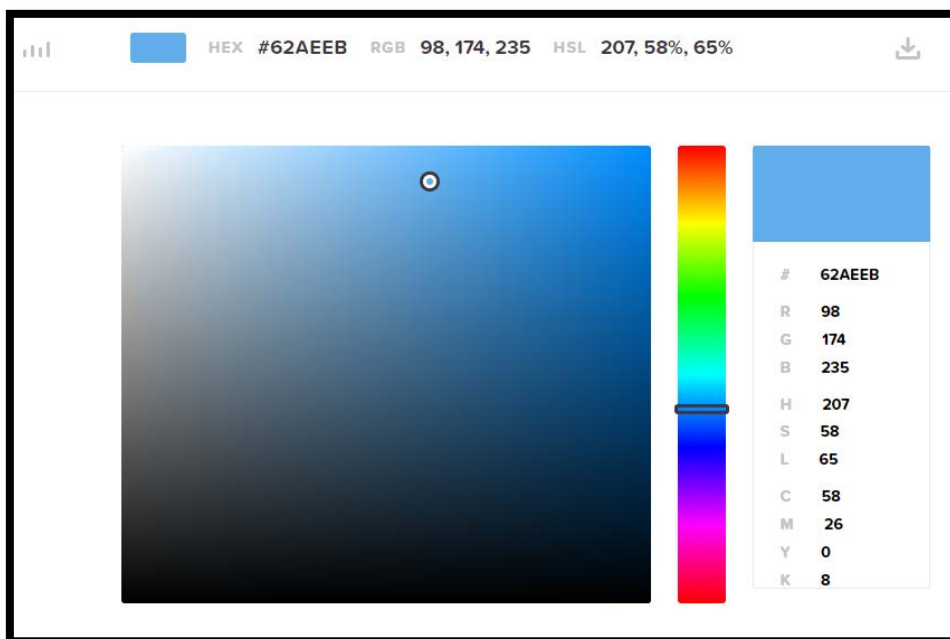 HEX #62AEEB RGB 98, 174, 235 HSL 207, 58%, 65%
# 62AEEB
R 98
G 174
B 235
H 207
S 58
L 65
C 58
M 26
Y 0
K 8